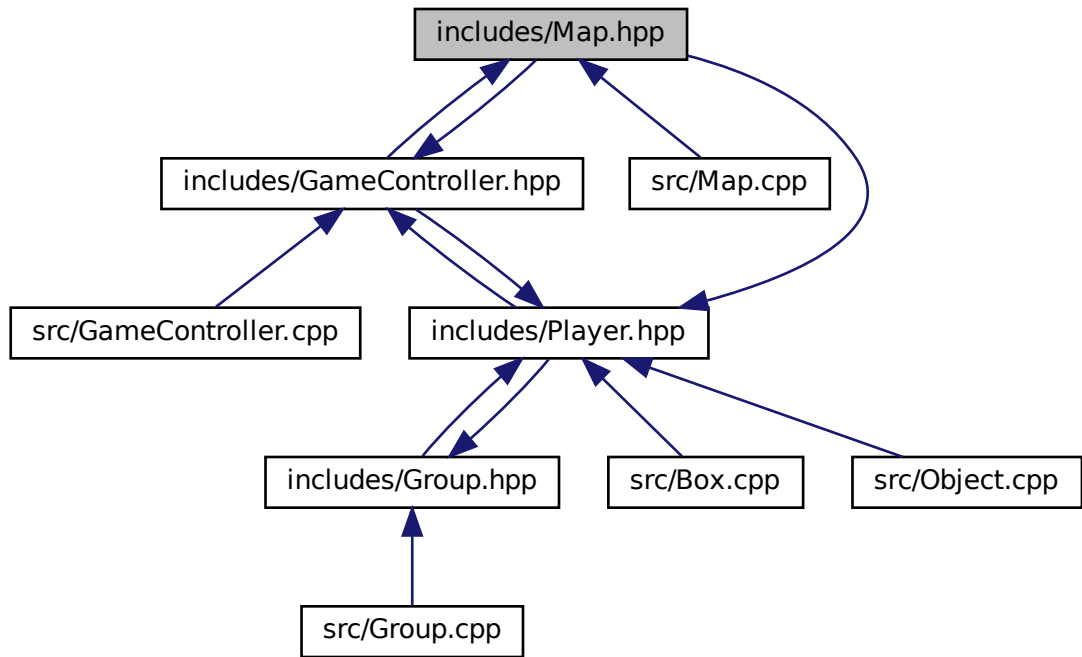 includes/Map.hpp
includes/GameController.hpp
src/Map.cpp
src/GameController.cpp
includes/Player.hpp
includes/Group.hpp
src/Box.cpp
src/Object.cpp
src/Group.cpp